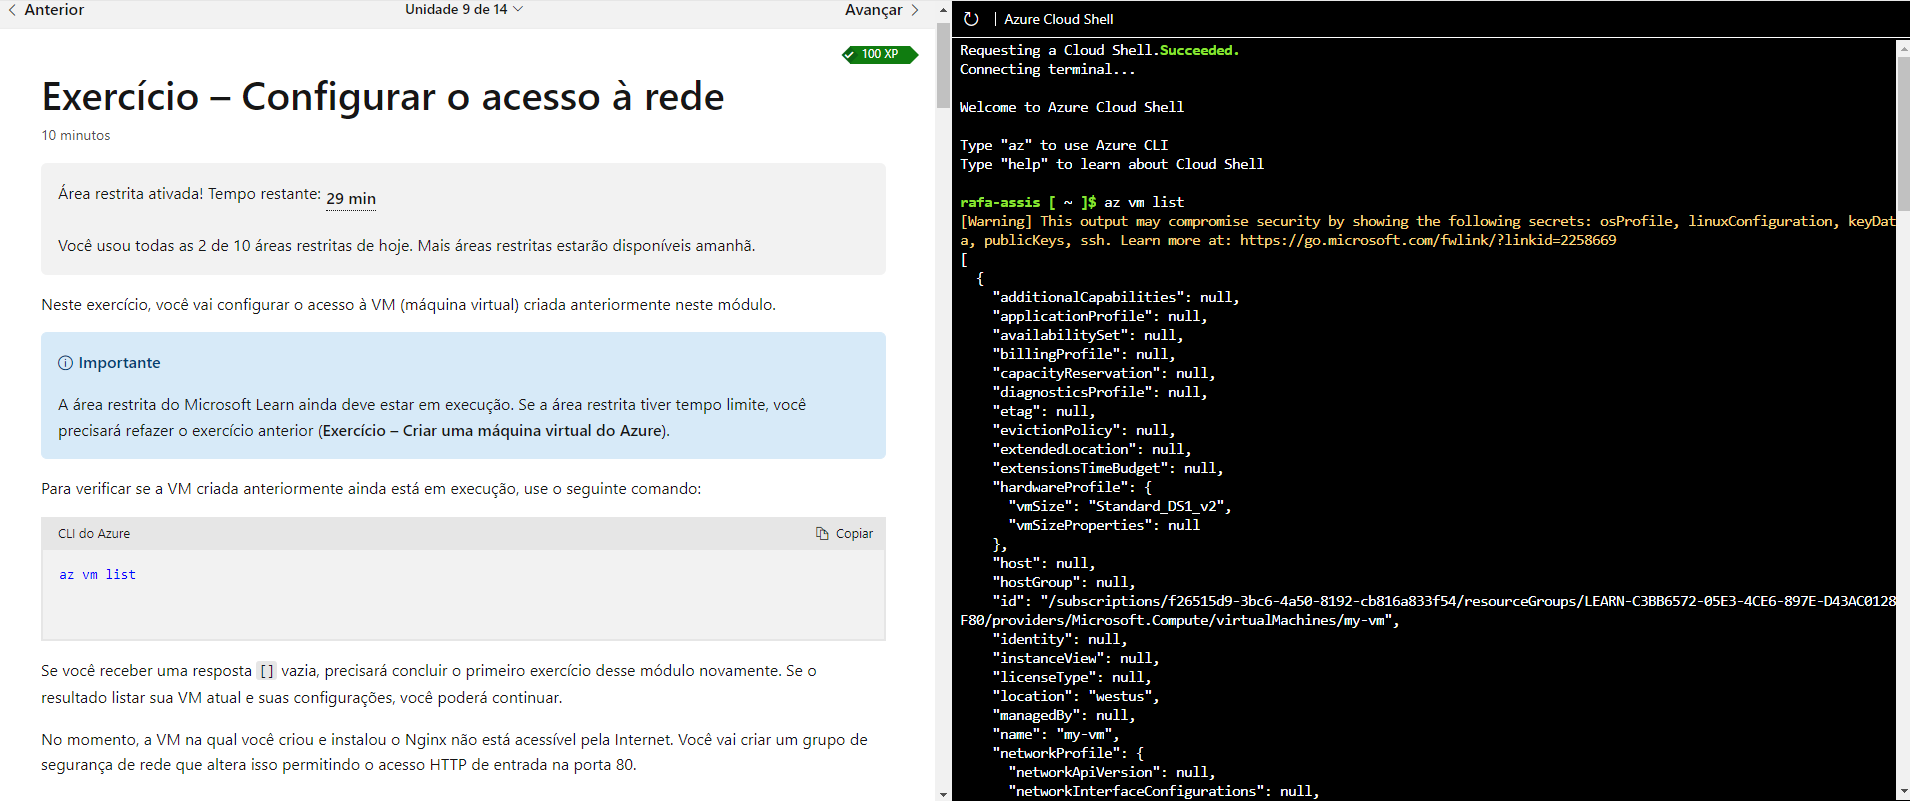 Anterior
Unidade 9 de 14
Avançar
100 XP
Exercício – Configurar o acesso à rede
10 minutos
Área restrita ativada! Tempo restante: 29 min
Você usou todas as 2 de 10 áreas restritas de hoje. Mais áreas restritas estarão disponíveis amanhã.
Neste exercício, você vai configurar o acesso à VM (máquina virtual) criada anteriormente neste módulo.
Importante
A área restrita do Microsoft Learn ainda deve estar em execução. Se a área restrita tiver tempo limite, você
precisará refazer o exercício anterior (Exercício – Criar uma máquina virtual do Azure).
Para verificar se a VM criada anteriormente ainda está em execução, use o seguinte comando:
CLI do Azure
Copiar
az vm list
Se você receber uma resposta [] vazia, precisará concluir o primeiro exercício desse módulo novamente. Se o
resultado listar sua VM atual e suas configurações, você poderá continuar.
No momento, a VM na qual você criou e instalou o Nginx não está acessível pela Internet. Você vai criar um grupo de
segurança de rede que altera isso permitindo o acesso HTTP de entrada na porta 80.
| Azure Cloud Shell
Requesting a Cloud Shell.Succeeded.
Connecting terminal...
Welcome to Azure Cloud Shell
Type "az" to use Azure CLI
Type "help" to learn about Cloud Shell
rafa-assis [ ~ ]$ az vm list
[Warning] This output may compromise security by showing the following secrets: osProfile, linuxConfiguration, keyDat
a, publicKeys, ssh. Learn more at: https://go.microsoft.com/fwlink/?linkid=2258669
[
{
"additionalCapabilities": null,
"applicationProfile": null,
"availabilitySet": null,
"billingProfile": null,
"capacityReservation": null,
"diagnosticsProfile": null,
"etag": null,
"evictionPolicy": null,
"extendedLocation": null,
"extensionsTimeBudget": null,
"hardwareProfile": {
"vmSize": "Standard_DS1_v2",
"vmSizeProperties": null
},
"host": null,
"hostGroup": null,
"id": "/subscriptions/f26515d9-3bc6-4a50-8192-cb816a833f54/resourceGroups/LEARN-C3BB6572-05E3-4CE6-897E-D43AC0128
F80/providers/Microsoft.Compute/virtualMachines/my-vm",
"identity": null,
"instanceView": null,
"licenseType": null,
"location": "westus",
"managedBy": null,
"name": "my-vm",
"networkProfile": {
"networkApiVersion": null,
"networkInterfaceConfigurations": null,